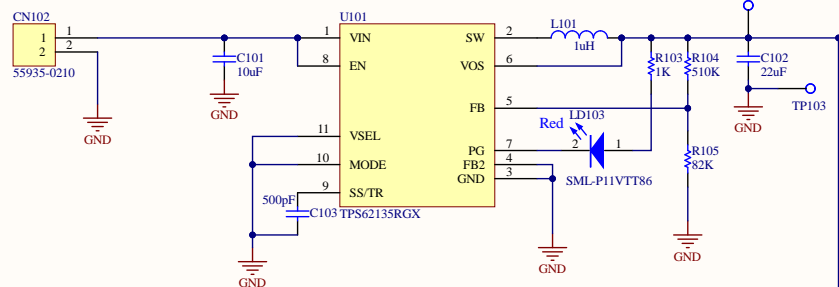 CN102
1 1
2 2
55935-0210
C101
10uF
GND
GND
U101
1 VIN
8 EN
11 VSEL
10 MODE
9 SS/TR
500pF
C103
TPS62135RGX
GND
SW 2
VOS 6
FB 5
PG 7
FB2 4
GND 3
L101
1uH
R103
1K
R104
510K
C102
22uF
GND
TP103
Red
LD103
2 1
SML-P11VTT86
R105
82K
GND
GND